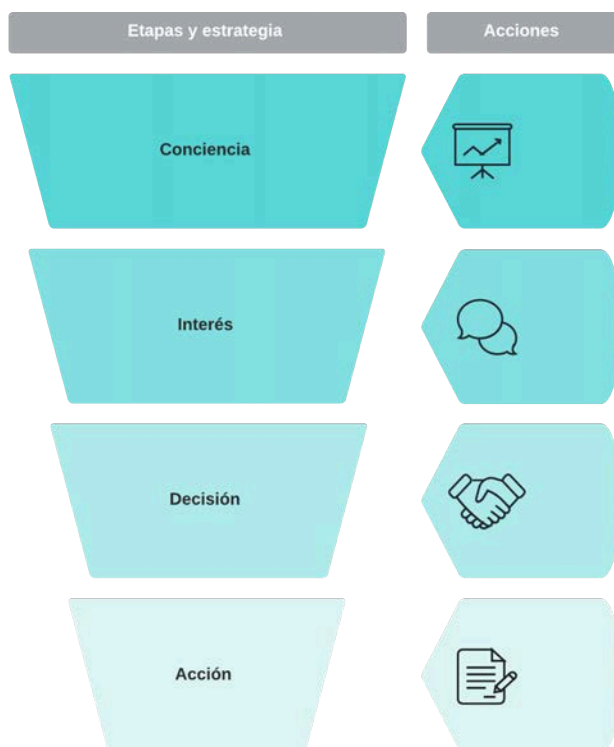 Etapas y estrategia
Acciones
Conciencia
Interés
Decisión
Acción